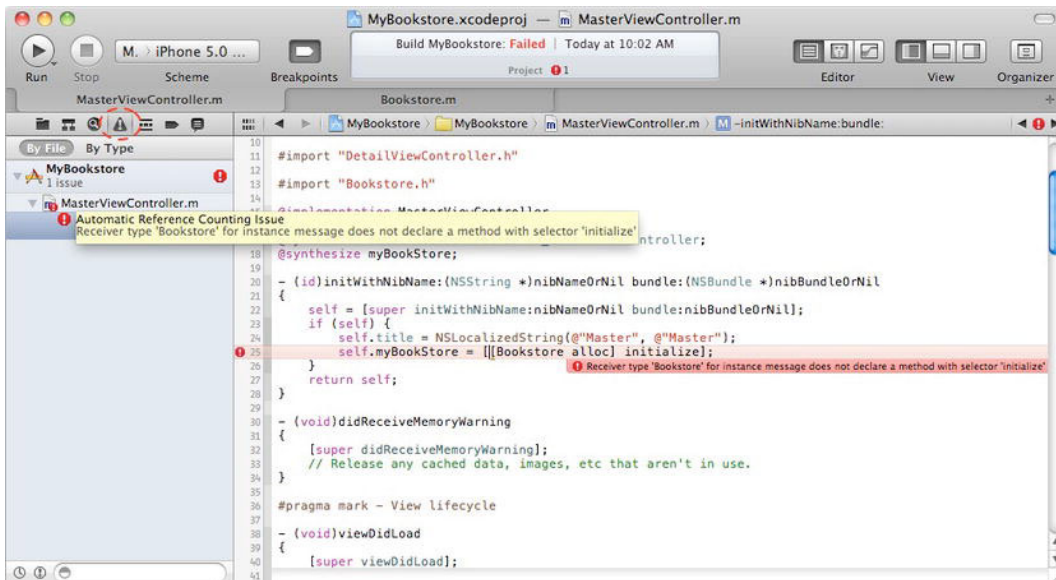 MyBookstore.xcodeproj — MasterViewController.m
M. > iPhone 5.0 ...
Build MyBookstore: Failed | Today at 10:02 AM
Project 1
Run Stop Scheme Breakpoints Editor View Organizer
MasterViewController.m Bookstore.m
MyBookstore MyBookstore MasterViewController.m M -initWithNibName:bundle:
By File By Type
MyBookstore
1 issue
MasterViewController.m
Automatic Reference Counting Issue
Receiver type 'Bookstore' for instance message does not declare a method with selector 'initialize'
10
11 #import "DetailViewController.h"
12
13 #import "Bookstore.h"
14
@implementation MasterViewController
ntroller;
18 @synthesize myBookStore;
19
20 - (id)initWithNibName:(NSString *)nibNameOrNil bundle:(NSBundle *)nibBundleOrNil
21 {
22 self = [super initWithNibName:nibNameOrNil bundle:nibBundleOrNil];
23 if (self) {
24 self.title = NSLocalizedString(@"Master", @"Master");
25 self.myBookStore = [[Bookstore alloc] initialize];
26 }
Receiver type 'Bookstore' for instance message does not declare a method with selector 'initialize'
27 return self;
28 }
29
30 - (void)didReceiveMemoryWarning
31 {
32 [super didReceiveMemoryWarning];
33 // Release any cached data, images, etc that aren't in use.
34 }
35
36 #pragma mark - View lifecycle
37
38 - (void)viewDidLoad
39 {
40 [super viewDidLoad];
41